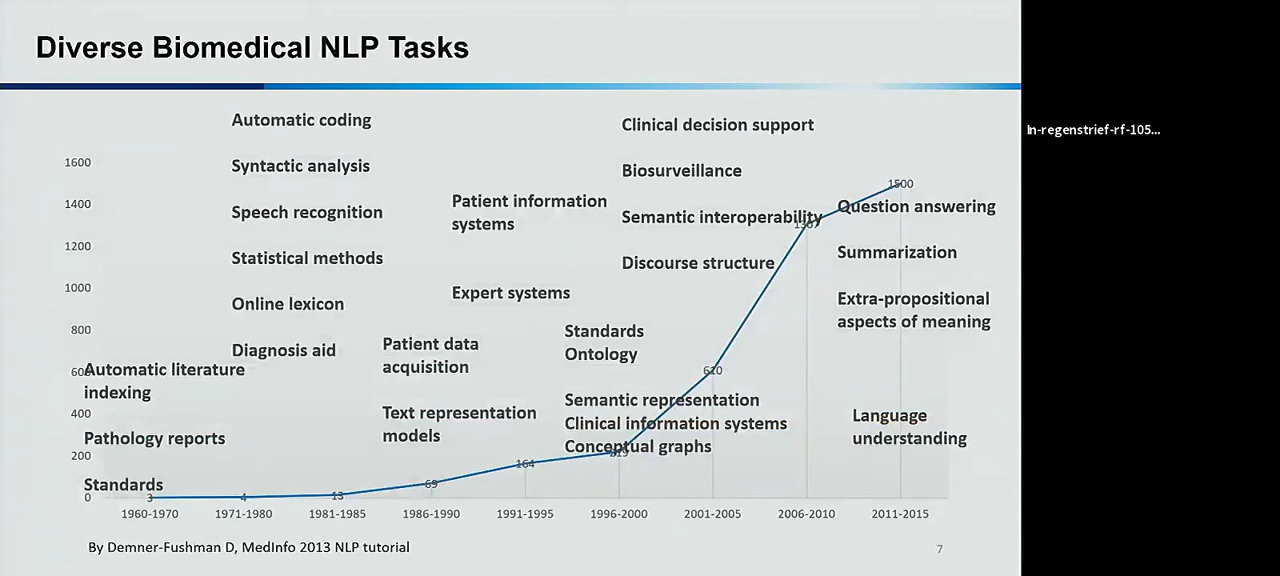 Diverse Biomedical NLP Tasks
Automatic coding
Syntactic analysis
Speech recognition
Statistical methods
Online lexicon
Diagnosis aid
Automatic literature
indexing
Pathology reports
Standards
Patient information
systems
Expert systems
Patient data
acquisition
Text representation
models
Clinical decision support
Biosurveillance
Semantic interoperability
Discourse structure
Standards
Ontology
Semantic representation
Clinical information systems
Conceptual graphs
Question answering
Summarization
Extra-propositional
aspects of meaning
Language
understanding
1600
1400
1200
1000
800
600
400
200
0
3
4
13
69
164
610
1500
1960-1970
1971-1980
1981-1985
1986-1990
1991-1995
1996-2000
2001-2005
2006-2010
2011-2015
By Demner-Fushman D, MedInfo 2013 NLP tutorial
7
In-regenstrief-rf-105...